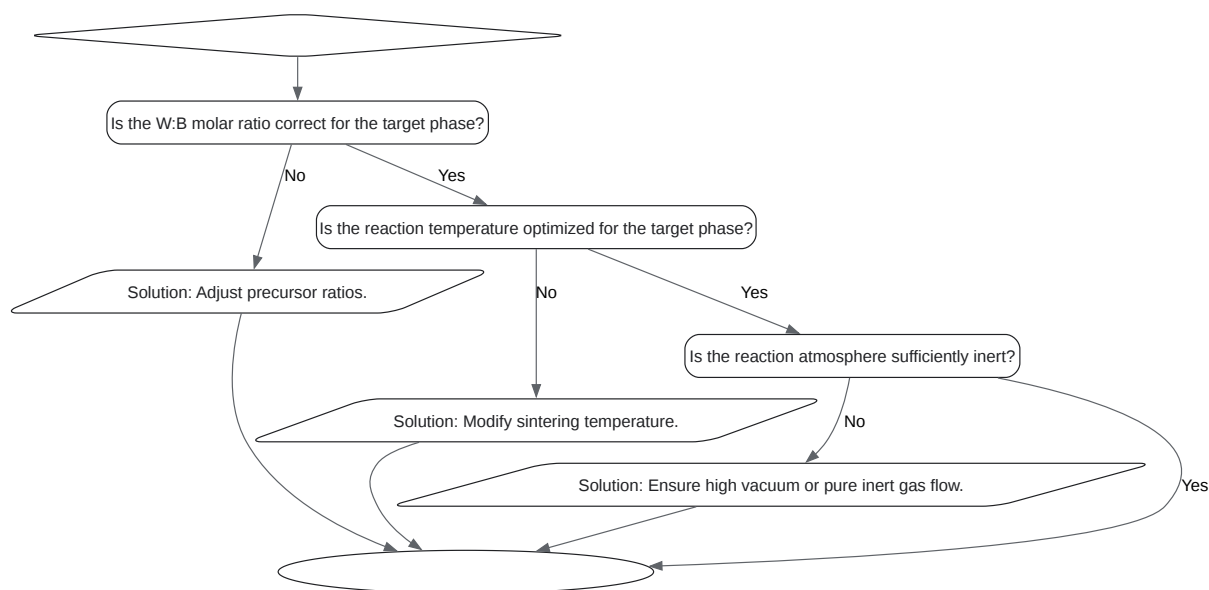 Is the W:B molar ratio correct for the target phase?
No
Yes
Is the reaction temperature optimized for the target phase?
Solution: Adjust precursor ratios.
No
Yes
Is the reaction atmosphere sufficiently inert?
Solution: Modify sintering temperature.
No
Solution: Ensure high vacuum or pure inert gas flow.
Yes